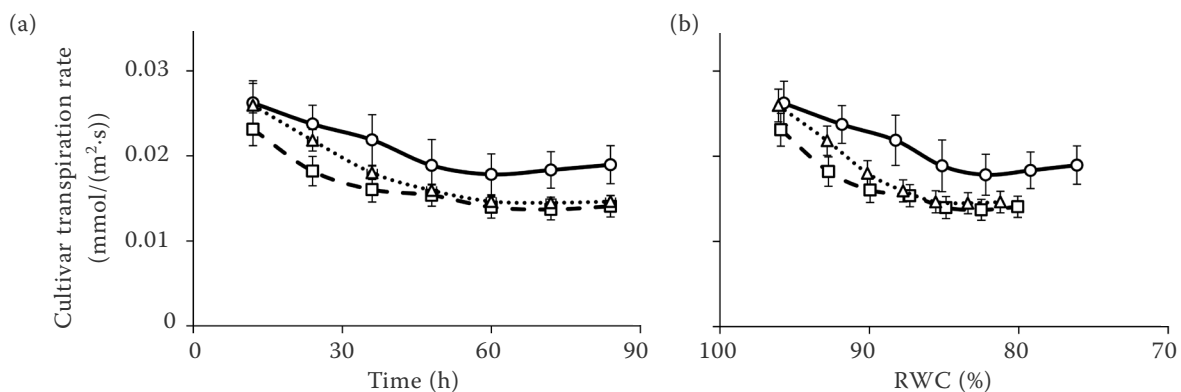 (a)
(b)
Cultivar transpiration rate
(mmol/(m²·s))
0.03
0.02
0.01
0
0 30 60 90
Time (h)
100 90 80 70
RWC (%)